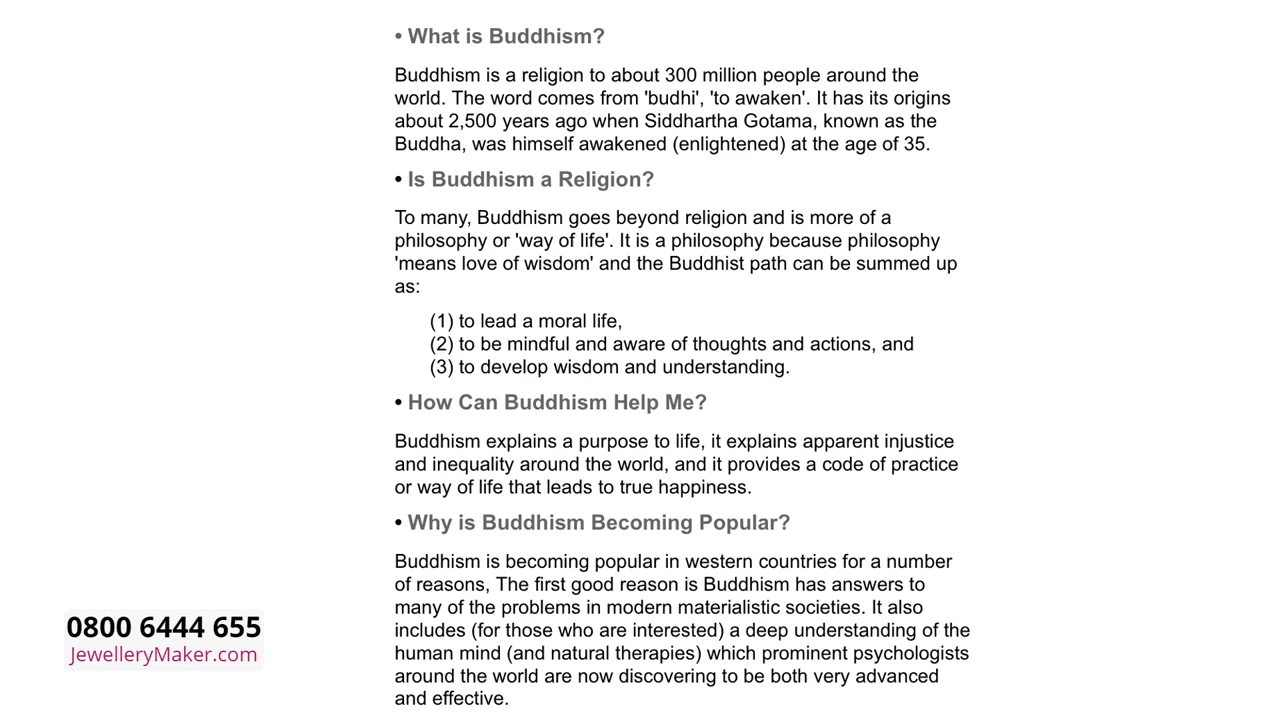 • What is Buddhism?
Buddhism is a religion to about 300 million people around the
world. The word comes from 'budhi', 'to awaken'. It has its origins
about 2,500 years ago when Siddhartha Gotama, known as the
Buddha, was himself awakened (enlightened) at the age of 35.
• Is Buddhism a Religion?
To many, Buddhism goes beyond religion and is more of a
philosophy or 'way of life'. It is a philosophy because philosophy
'means love of wisdom' and the Buddhist path can be summed up
as:
(1) to lead a moral life,
(2) to be mindful and aware of thoughts and actions, and
(3) to develop wisdom and understanding.
• How Can Buddhism Help Me?
Buddhism explains a purpose to life, it explains apparent injustice
and inequality around the world, and it provides a code of practice
or way of life that leads to true happiness.
• Why is Buddhism Becoming Popular?
Buddhism is becoming popular in western countries for a number
of reasons, The first good reason is Buddhism has answers to
many of the problems in modern materialistic societies. It also
includes (for those who are interested) a deep understanding of the
human mind (and natural therapies) which prominent psychologists
around the world are now discovering to be both very advanced
and effective.
0800 6444 655
JewelleryMaker.com